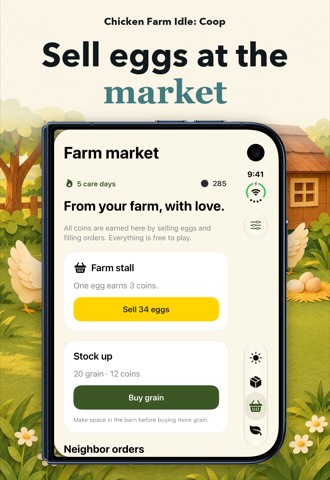 Chicken Farm Idle: Coop
Sell eggs at the
market
Farm market
9:41
5 care days
285
From your farm, with love.
All coins are earned here by selling eggs and
filling orders. Everything is free to play.
Farm stall
One egg earns 3 coins.
Sell 34 eggs
Stock up
20 grain · 12 coins
Buy grain
Make space in the barn before buying more grain.
Neighbor orders